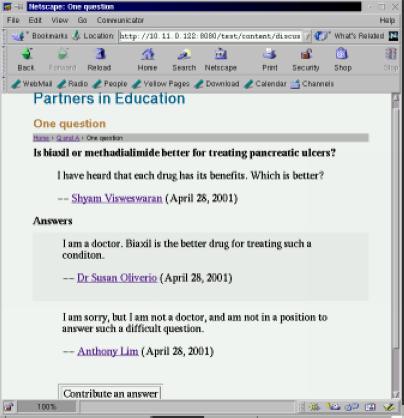 Netscape: One question
File Edit View Go Communicator Help
Bookmarks Location: http://10.11.0.122:8080/test/content/discus What's Related
Back Forward Reload Home Search Netscape Print Security Shop Stop
WebMail Radio People Yellow Pages Download Calendar Channels
Partners in Education
One question
Home > Q and A > One question
Is biaxil or methadialimide better for treating pancreatic ulcers?
I have heard that each drug has its benefits. Which is better?
-- Shyam Visweswaran (April 28, 2001)
Answers
I am a doctor. Biaxil is the better drug for treating such a
conditon.
-- Dr Susan Oliverio (April 28, 2001)
I am sorry, but I am not a doctor, and am not in a position to
answer such a difficult question.
-- Anthony Lim (April 28, 2001)
Contribute an answer
100%